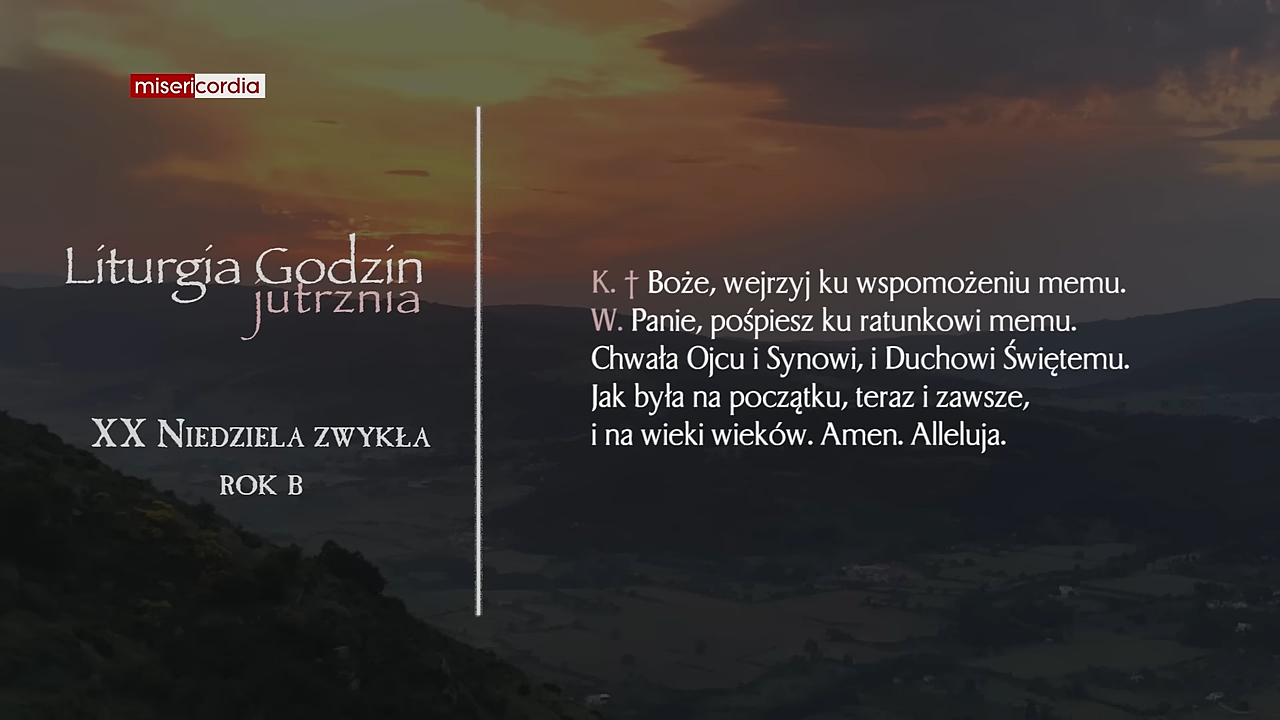 misericordia
Liturgia Godzin
jutrznia
XX Niedziela zwykła
rok B
K. † Boże, wejrzyj ku wspomożeniu memu.
W. Panie, pośpiesz ku ratunkowi memu.
Chwała Ojcu i Synowi, i Duchowi Świętemu.
Jak była na początku, teraz i zawsze,
i na wieki wieków. Amen. Alleluja.